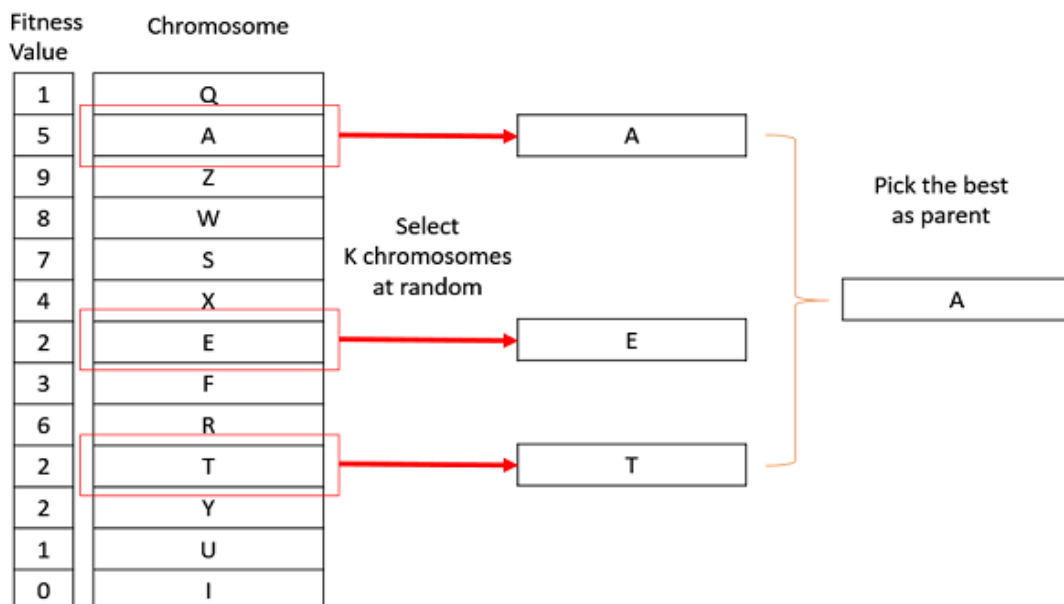 Fitness
Value
Chromosome
1 Q
5 A
9 Z
8 W
7 S
4 X
2 E
3 F
6 R
2 T
2 Y
1 U
0 I
Select
K chromosomes
at random
A
E
T
Pick the best
as parent
A